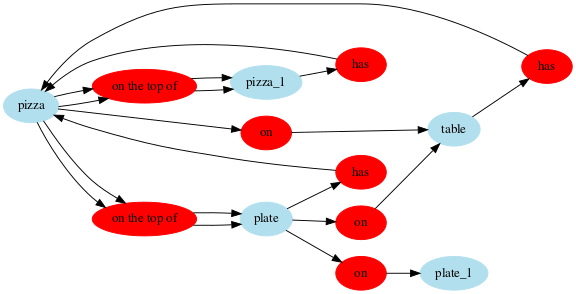 has
has
on the top of
pizza_1
pizza
on
table
has
on the top of
plate
on
on
plate_1